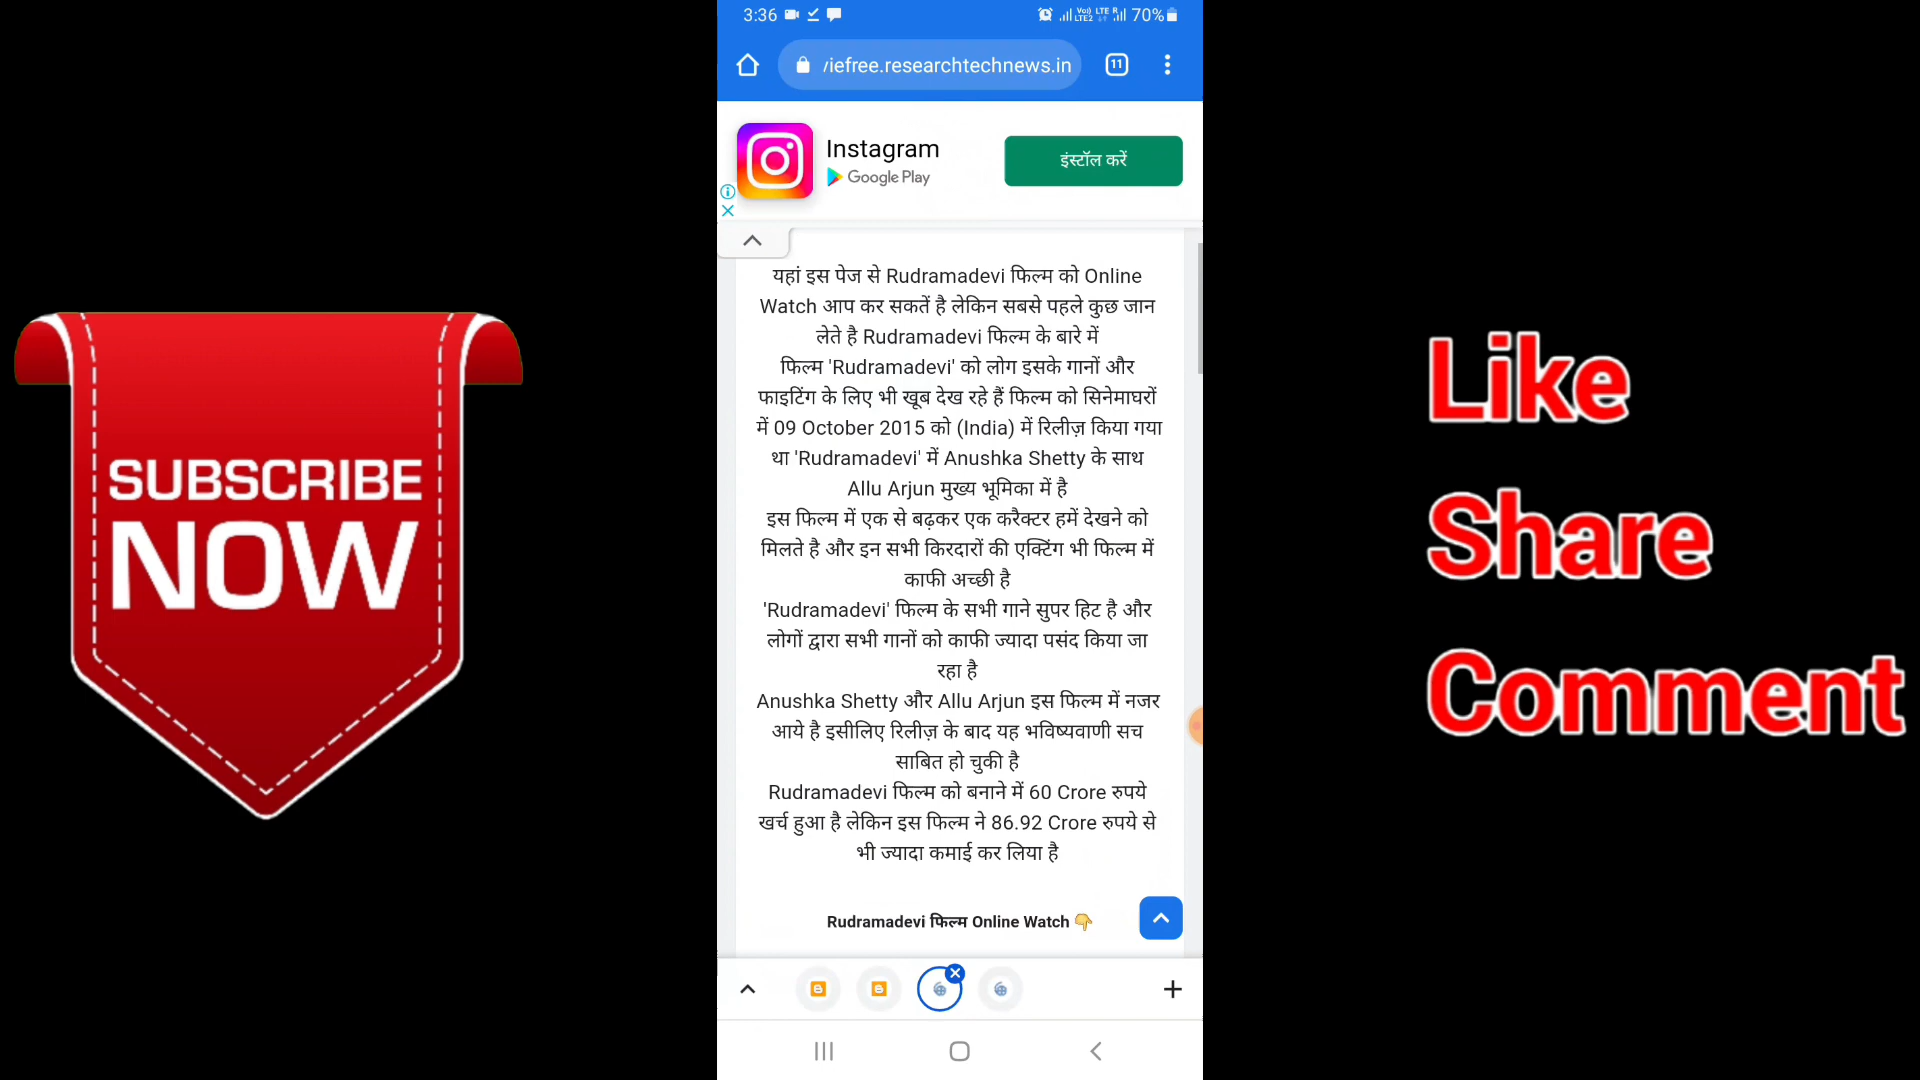 3:36
Vo) LTE R
LTE2
70%
viefree.researchtechnews.in
11
Instagram
Google Play
इंस्टॉल करें
यहां इस पेज से Rudramadevi फिल्म को Online
Watch आप कर सकतें है लेकिन सबसे पहले कुछ जान
लेते है Rudramadevi फिल्म के बारे में
फिल्म 'Rudramadevi' को लोग इसके गानों और
फाइटिंग के लिए भी खूब देख रहे हैं फिल्म को सिनेमाघरों
में 09 October 2015 को (India) में रिलीज़ किया गया
था 'Rudramadevi' में Anushka Shetty के साथ
Allu Arjun मुख्य भूमिका में है
इस फिल्म में एक से बढ़कर एक करैक्टर हमें देखने को
मिलते है और इन सभी किरदारों की एक्टिंग भी फिल्म में
काफी अच्छी है
'Rudramadevi' फिल्म के सभी गाने सुपर हिट है और
लोगों द्वारा सभी गानों को काफी ज्यादा पसंद किया जा
रहा है
Anushka Shetty और Allu Arjun इस फिल्म में नजर
आये है इसीलिए रिलीज़ के बाद यह भविष्यवाणी सच
साबित हो चुकी है
Rudramadevi फिल्म को बनाने में 60 Crore रुपये
खर्च हुआ है लेकिन इस फिल्म ने 86.92 Crore रुपये से
भी ज्यादा कमाई कर लिया है
Rudramadevi फिल्म Online Watch 👇
SUBSCRIBE
NOW
Like
Share
Comment